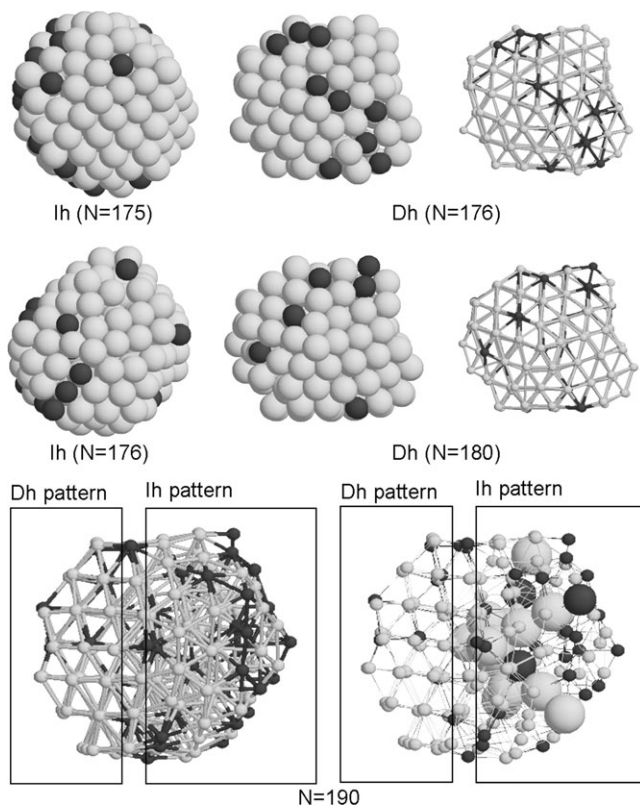 Ih (N=175)
Dh (N=176)
Ih (N=176)
Dh (N=180)
Dh pattern
Ih pattern
Dh pattern
Ih pattern
N=190